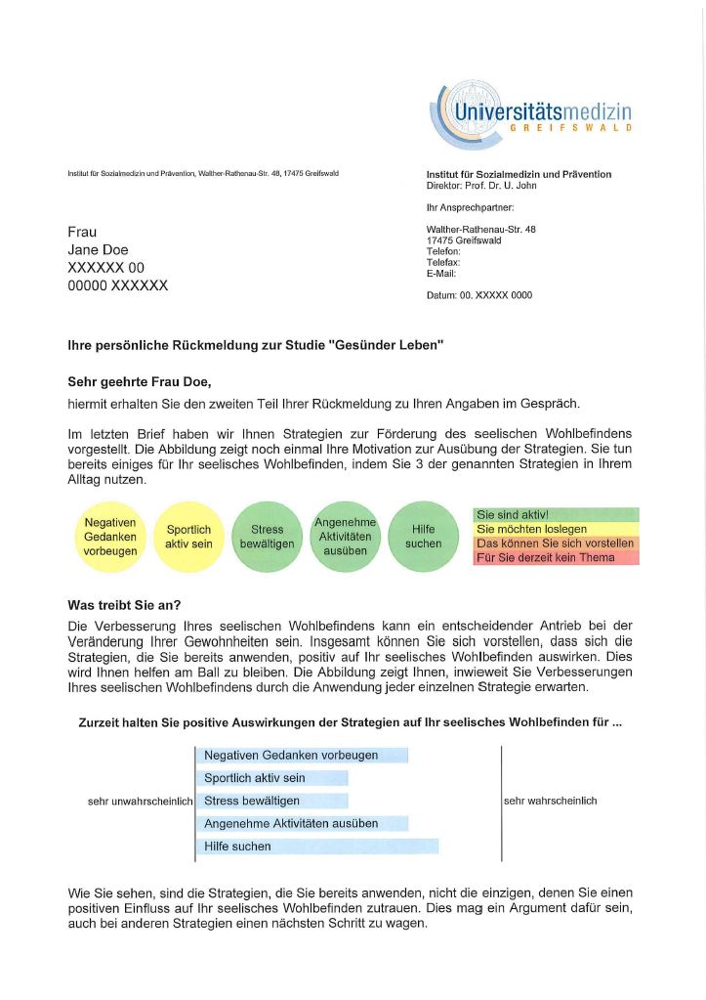 Universitätsmedizin
GREIFSWALD
Institut für Sozialmedizin und Prävention, Walther-Rathenau-Str. 48, 17475 Greifswald
Institut für Sozialmedizin und Prävention
Direktor: Prof. Dr. U. John
Ihr Ansprechpartner:
Walther-Rathenau-Str. 48
17475 Greifswald
Telefon:
Telefax:
E-Mail:
Datum: 00. XXXXX 0000
Frau
Jane Doe
XXXXXX 00
00000 XXXXXX
Ihre persönliche Rückmeldung zur Studie "Gesünder Leben"
Sehr geehrte Frau Doe,
hiermit erhalten Sie den zweiten Teil Ihrer Rückmeldung zu Ihren Angaben im Gespräch.
Im letzten Brief haben wir Ihnen Strategien zur Förderung des seelischen Wohlbefindens
vorgestellt. Die Abbildung zeigt noch einmal Ihre Motivation zur Ausübung der Strategien. Sie tun
bereits einiges für Ihr seelisches Wohlbefinden, indem Sie 3 der genannten Strategien in Ihrem
Alltag nutzen.
Negativen
Gedanken
vorbeugen
Sportlich
aktiv sein
Stress
bewältigen
Angenehme
Aktivitäten
ausüben
Hilfe
suchen
Sie sind aktiv!
Sie möchten loslegen
Das können Sie sich vorstellen
Für Sie derzeit kein Thema
Was treibt Sie an?
Die Verbesserung Ihres seelischen Wohlbefindens kann ein entscheidender Antrieb bei der
Veränderung Ihrer Gewohnheiten sein. Insgesamt können Sie sich vorstellen, dass sich die
Strategien, die Sie bereits anwenden, positiv auf Ihr seelisches Wohlbefinden auswirken. Dies
wird Ihnen helfen am Ball zu bleiben. Die Abbildung zeigt Ihnen, inwieweit Sie Verbesserungen
Ihres seelischen Wohlbefindens durch die Anwendung jeder einzelnen Strategie erwarten.
Zurzeit halten Sie positive Auswirkungen der Strategien auf Ihr seelisches Wohlbefinden für ...
Negativen Gedanken vorbeugen
Sportlich aktiv sein
sehr unwahrscheinlich Stress bewältigen sehr wahrscheinlich
Angenehme Aktivitäten ausüben
Hilfe suchen
Wie Sie sehen, sind die Strategien, die Sie bereits anwenden, nicht die einzigen, denen Sie einen
positiven Einfluss auf Ihr seelisches Wohlbefinden zutrauen. Dies mag ein Argument dafür sein,
auch bei anderen Strategien einen nächsten Schritt zu wagen.